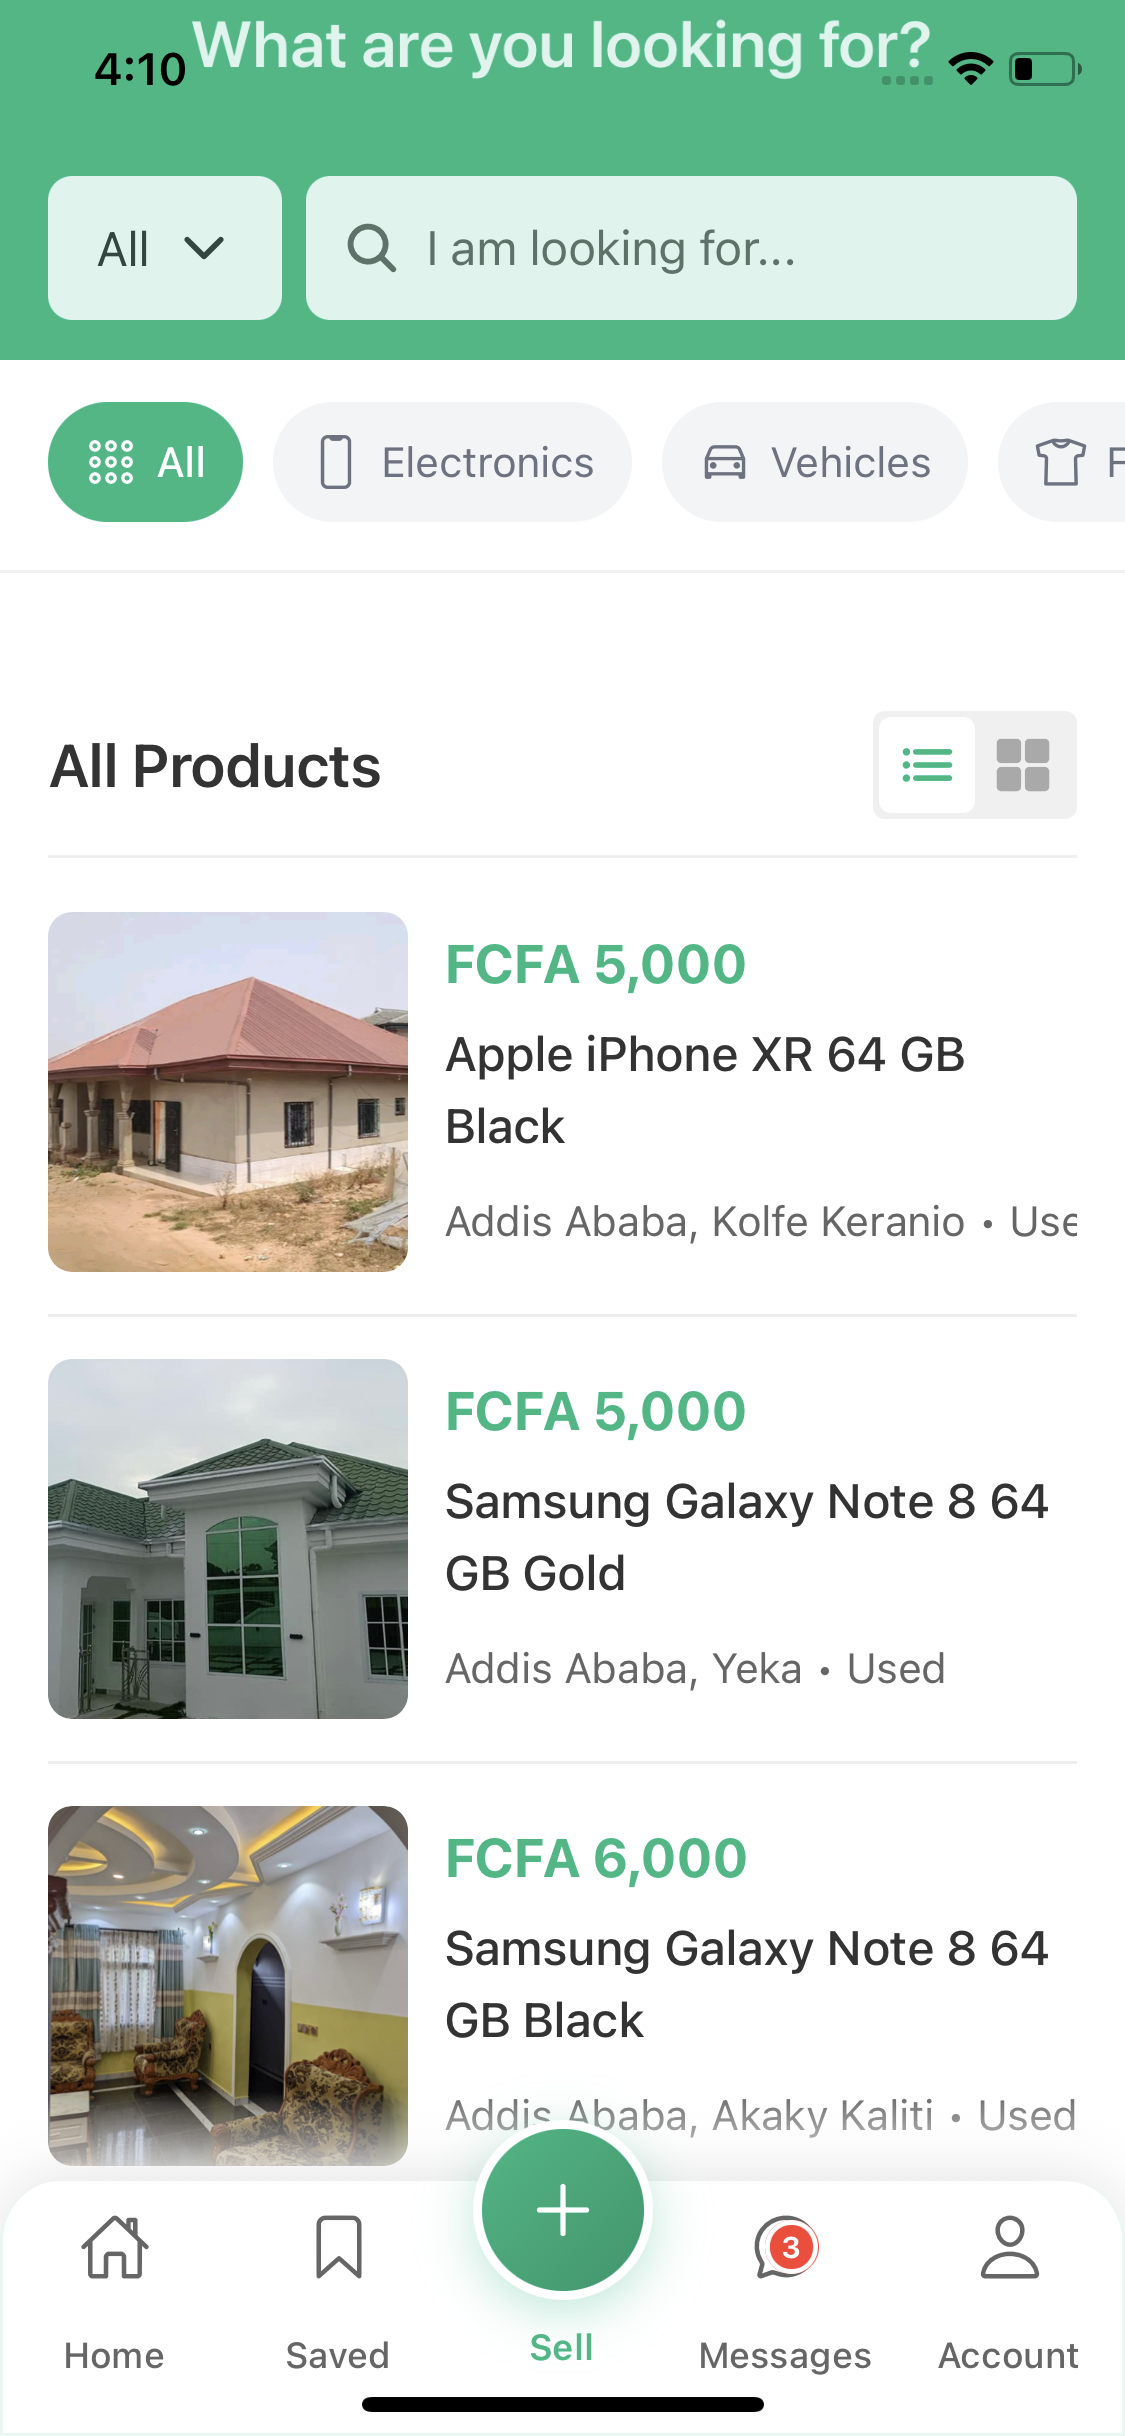 What are you looking for?
4:10
All
I am looking for...
All
Electronics
Vehicles
F
All Products
FCFA 5,000
Apple iPhone XR 64 GB
Black
Addis Ababa, Kolfe Keranio • Use
FCFA 5,000
Samsung Galaxy Note 8 64
GB Gold
Addis Ababa, Yeka • Used
FCFA 6,000
Samsung Galaxy Note 8 64
GB Black
Addis Ababa, Akaky Kaliti • Used
3
Home
Saved
Sell
Messages
Account